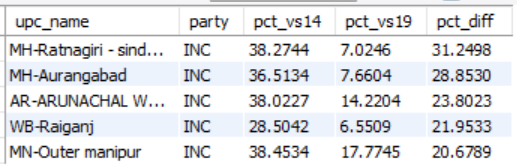 upc_name party pct_vs14 pct_vs19 pct_diff
MH-Ratnagiri - sind... INC 38.2744 7.0246 31.2498
MH-Aurangabad INC 36.5134 7.6604 28.8530
AR-ARUNACHAL W... INC 38.0227 14.2204 23.8023
WB-Raiganj INC 28.5042 6.5509 21.9533
MN-Outer manipur INC 38.4534 17.7745 20.6789